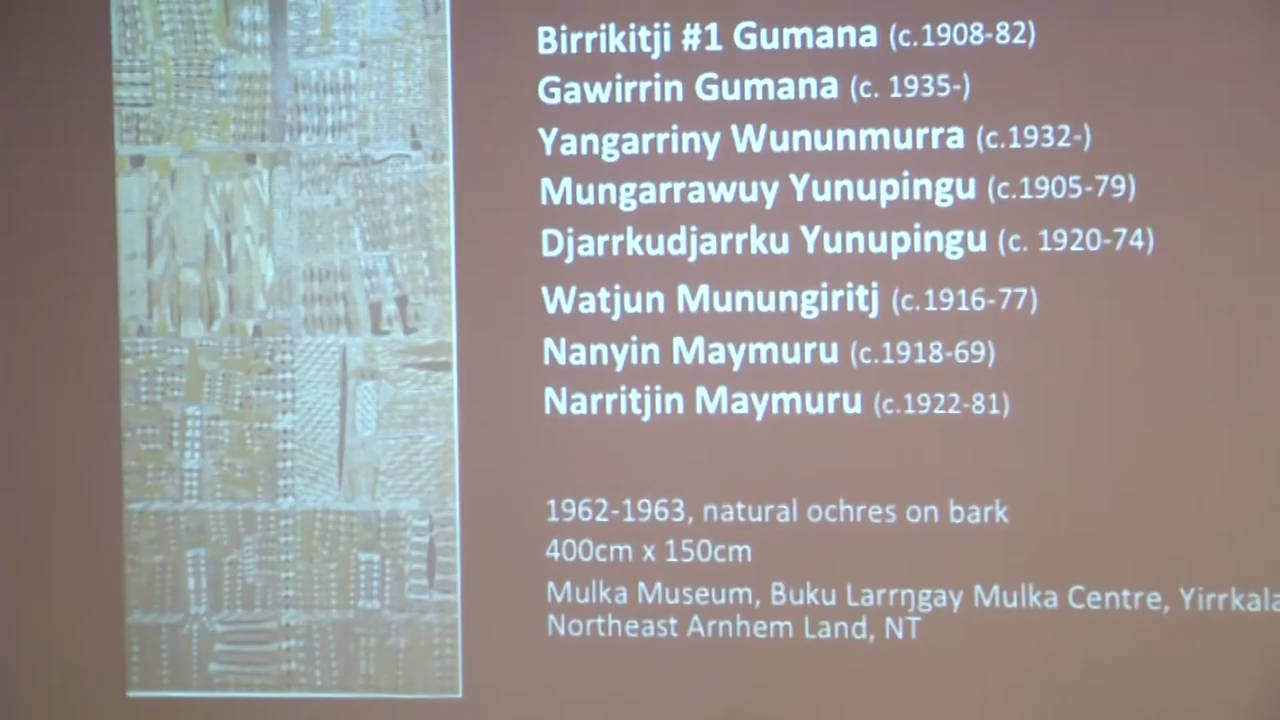 Birrikitji #1 Gumana (c.1908-82)
Gawirrin Gumana (c. 1935-)
Yangarriny Wununmurra (c.1932-)
Mungarrawuy Yunupingu (c.1905-79)
Djarrkudjarrku Yunupingu (c. 1920-74)
Watjun Munungiritj (c.1916-77)
Nanyin Maymuru (c.1918-69)
Narritjin Maymuru (c.1922-81)
1962-1963, natural ochres on bark
400cm x 150cm
Mulka Museum, Buku Larrŋgay Mulka Centre, Yirrkala
Northeast Arnhem Land, NT